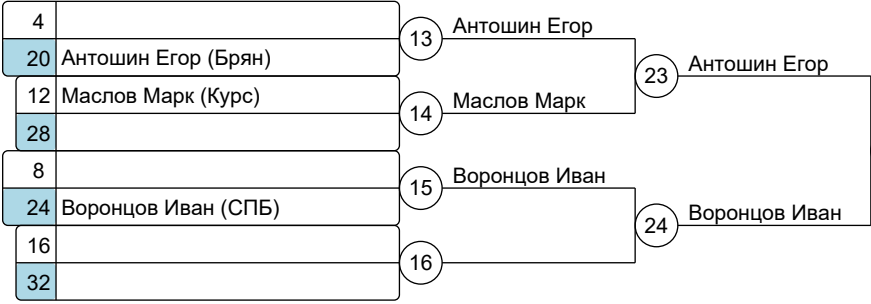 4
13
Антошин Егор
20 Антошин Егор (Брян)
23
Антошин Егор
12 Маслов Марк (Курс)
14
Маслов Марк
28
8
15
Воронцов Иван
24 Воронцов Иван (СПБ)
24
Воронцов Иван
16
16
32